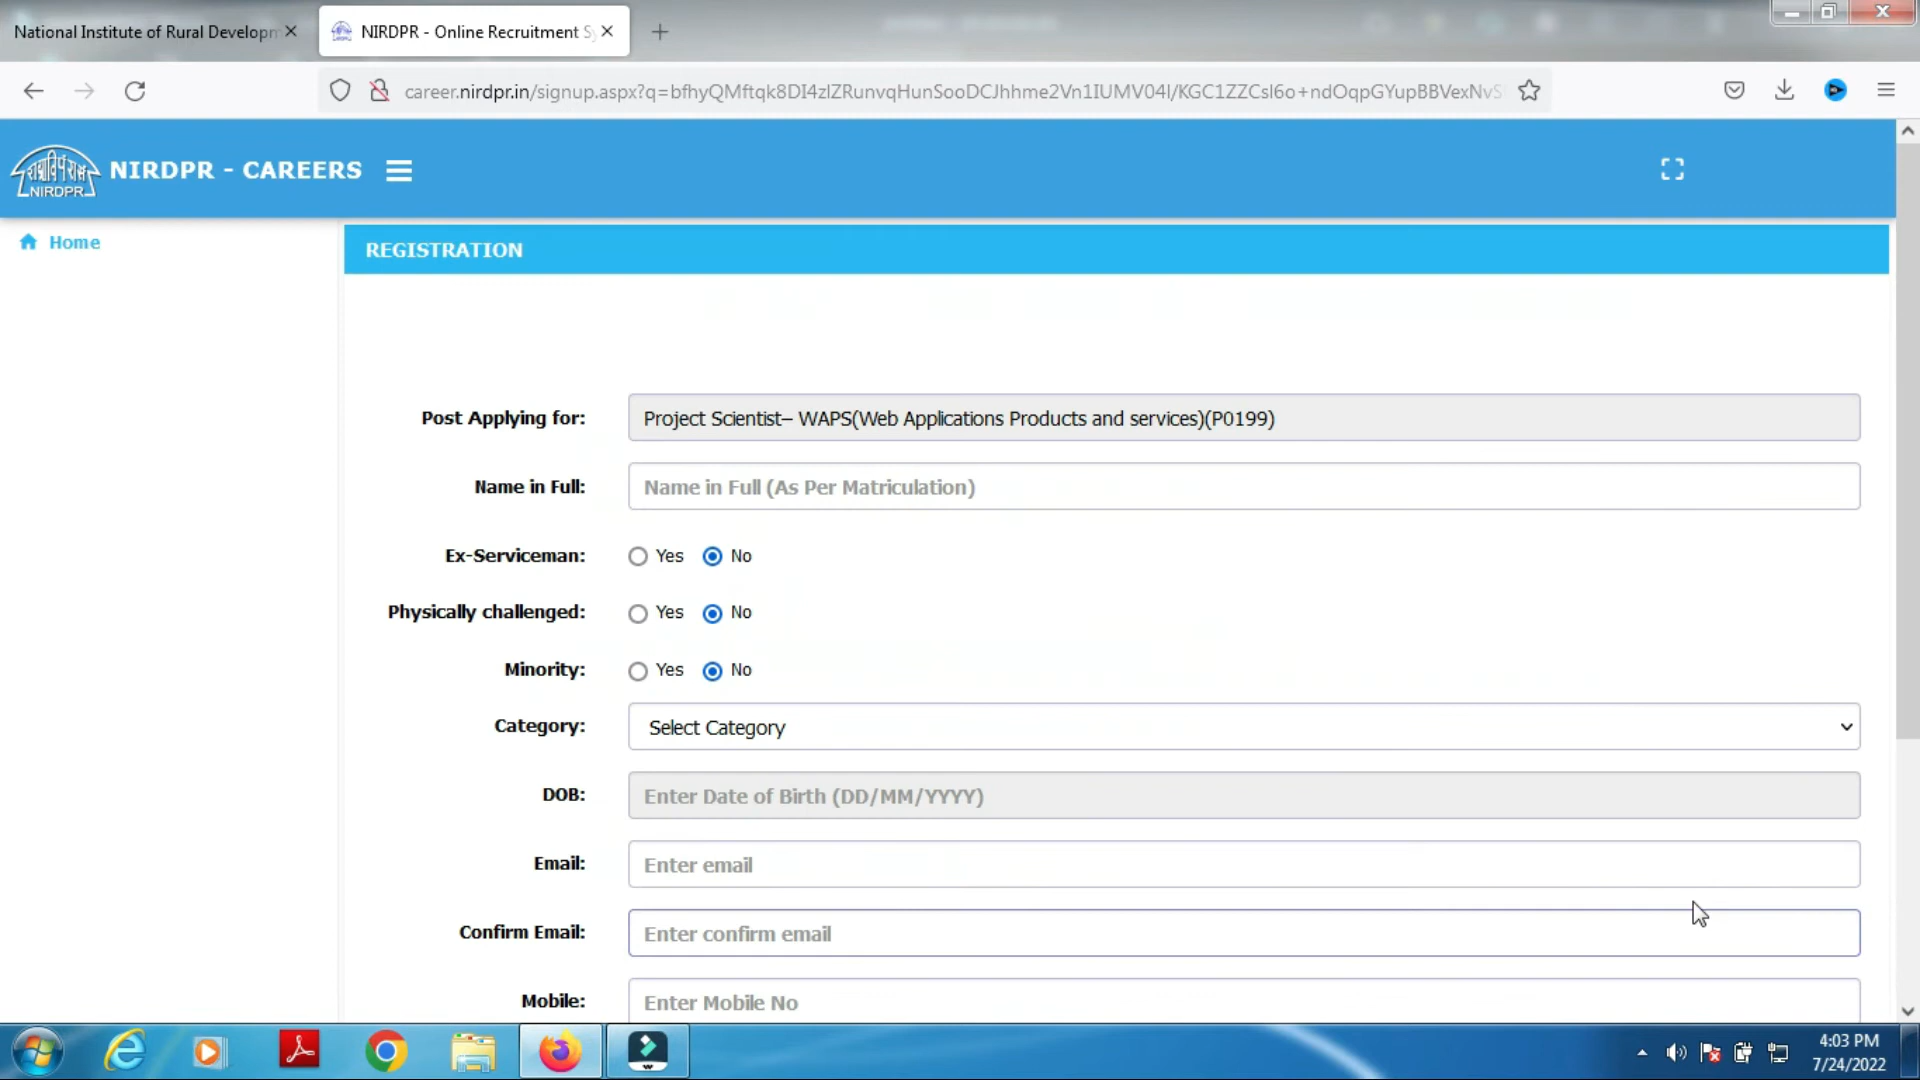 National Institute of Rural Developm
NIRDPR - Online Recruitment Sy
career.nirdpr.in/signup.aspx?q=bfhyQMftqk8DI4zlZRunvqHunSooDCJhhme2Vn1IUMV04l/KGC1ZZCsl6o+ndOqpGYupBBVexNvS
NIRDPR
NIRDPR - CAREERS
Home
REGISTRATION
Post Applying for:
Project Scientist– WAPS(Web Applications Products and services)(P0199)
Name in Full:
Name in Full (As Per Matriculation)
Ex-Serviceman:
Yes
No
Physically challenged:
Yes
No
Minority:
Yes
No
Category:
Select Category
DOB:
Enter Date of Birth (DD/MM/YYYY)
Email:
Enter email
Confirm Email:
Enter confirm email
Mobile:
Enter Mobile No
4:03 PM
7/24/2022